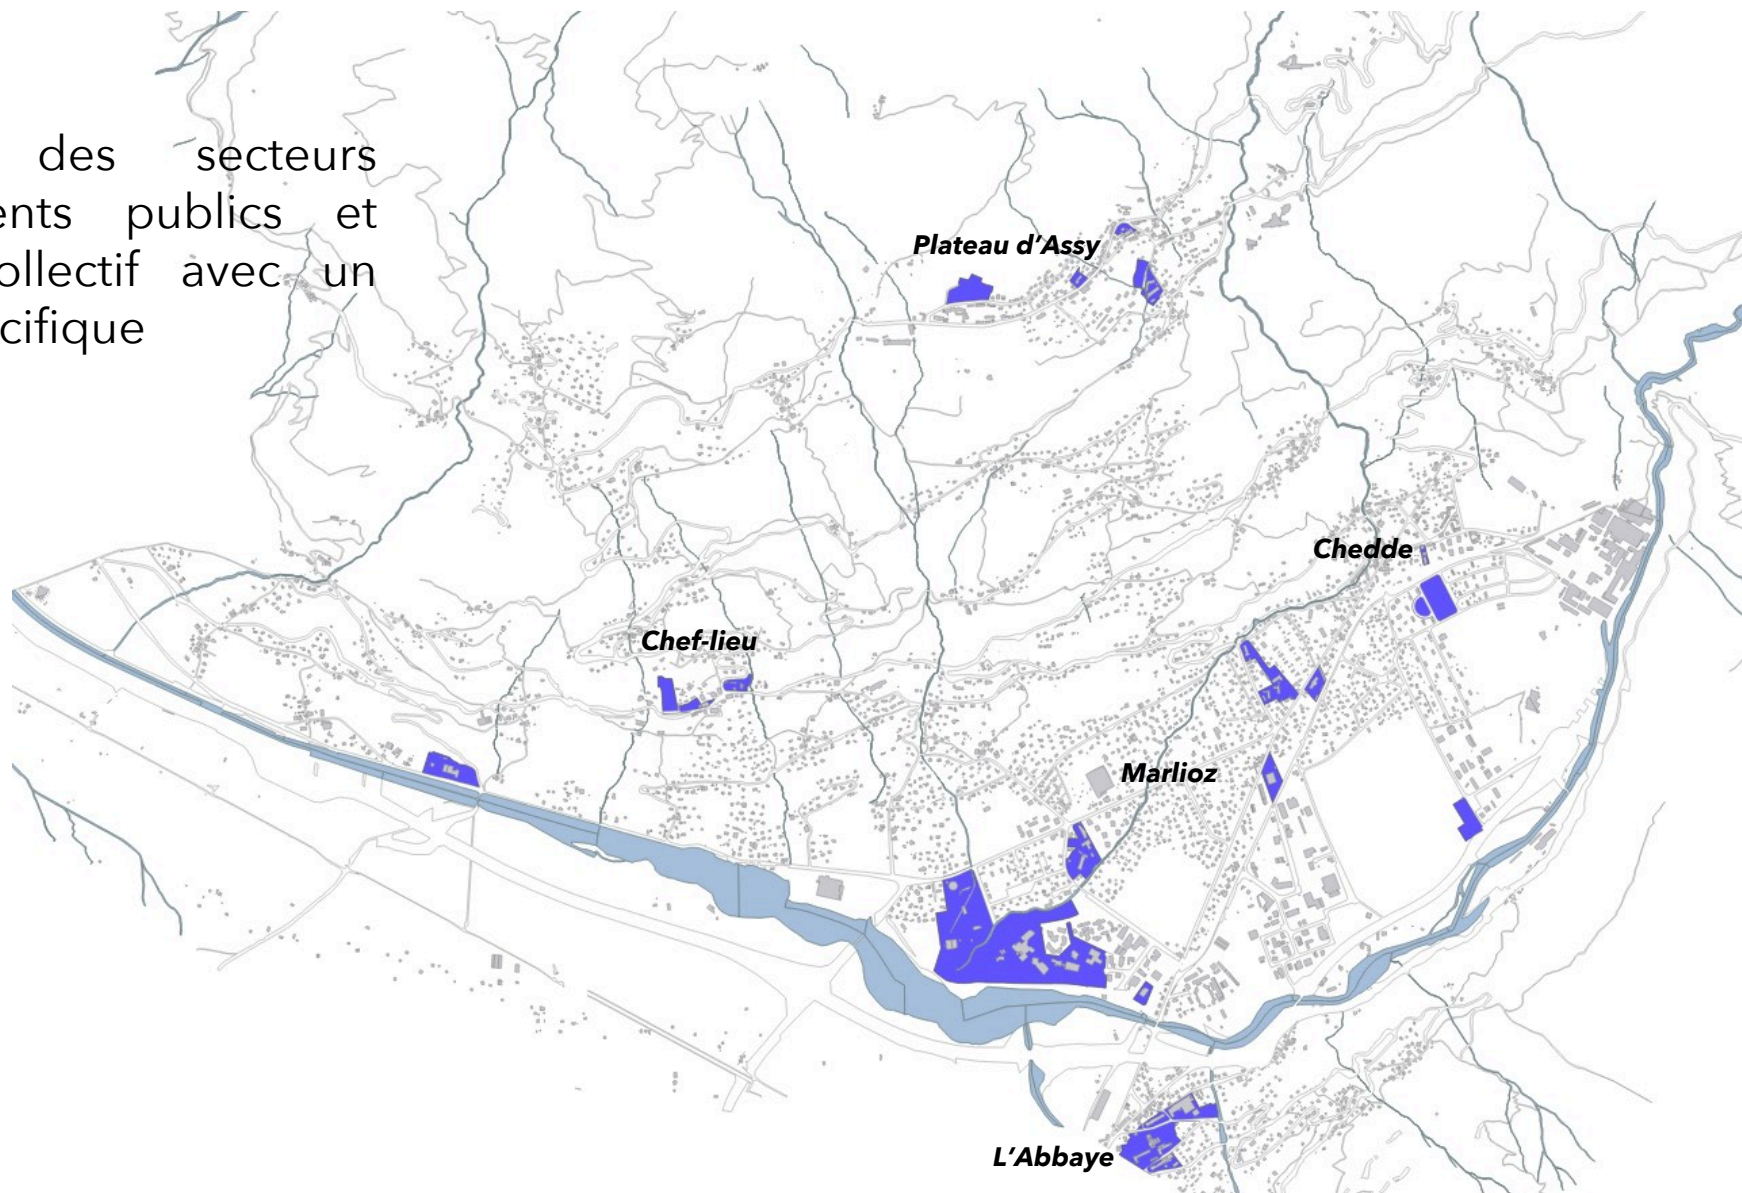 des secteurs
ents publics et
ollectif avec un
cifique
Plateau d'Assy
Chedde
Chef-lieu
Marlioz
L'Abbaye